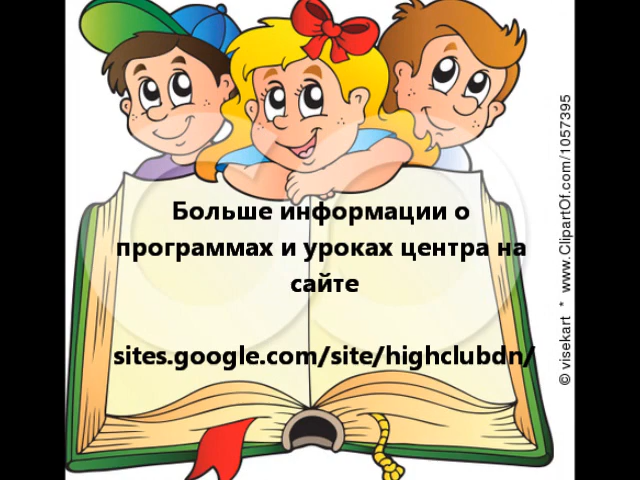 Больше информации о
программах и уроках центра на
сайте
sites.google.com/site/highclubdn/
© visekart * www.ClipartOf.com/1057395